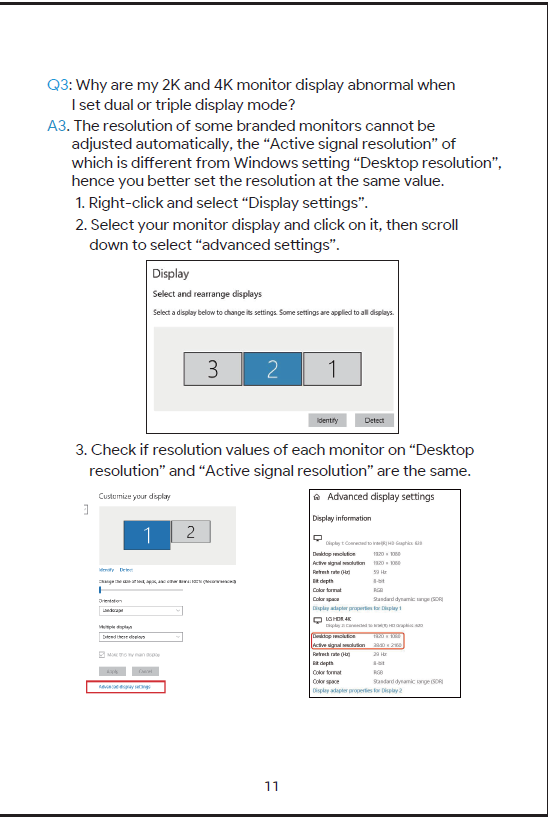 Q3: Why are my 2K and 4K monitor display abnormal when
I set dual or triple display mode?
A3. The resolution of some branded monitors cannot be
adjusted automatically, the “Active signal resolution” of
which is different from Windows setting “Desktop resolution”,
hence you better set the resolution at the same value.
1. Right-click and select “Display settings”.
2. Select your monitor display and click on it, then scroll
down to select “advanced settings”.
Display
Select and rearrange displays
Select a display below to change its settings. Some settings are applied to all displays.
3 2 1
Identify Detect
3. Check if resolution values of each monitor on “Desktop
resolution” and “Active signal resolution” are the same.
Customize your display
1 2
Identify Detect
Change the size of text, apps, and other items: 100% (Recommended)
Orientation
Landscape
Multiple displays
Extend these displays
Make this my main display
Apply Cancel
Advanced display settings
Advanced display settings
Display information
Display 1: Connected to Intel(R) HD Graphics 630
Desktop resolution 1920 × 1080
Active signal resolution 1920 × 1080
Refresh rate (Hz) 59 Hz
Bit depth 8-bit
Color format RGB
Color space Standard dynamic range (SDR)
Display adapter properties for Display 1
LG HDR 4K
Display 2: Connected to Intel(R) HD Graphics 630
Desktop resolution 1920 × 1080
Active signal resolution 3840 × 2160
Refresh rate (Hz) 29 Hz
Bit depth 8-bit
Color format RGB
Color space Standard dynamic range (SDR)
Display adapter properties for Display 2
11